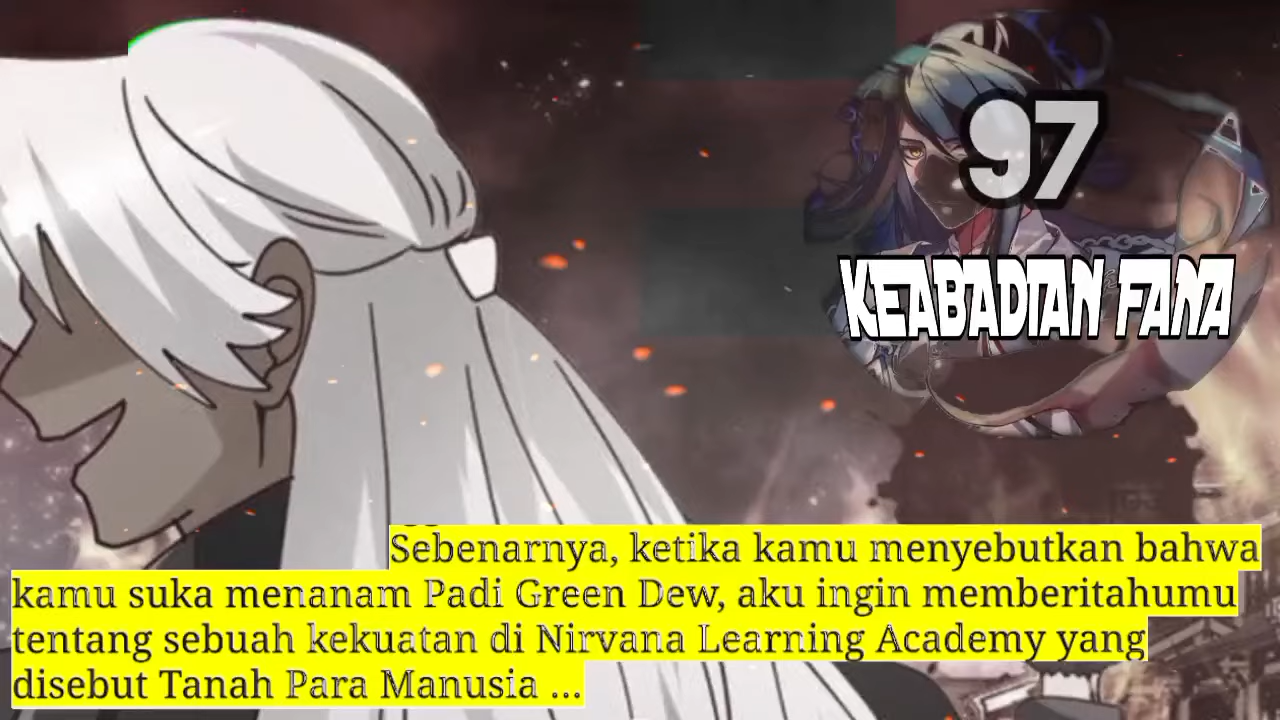 97
KEABADIAN FANA
Sebenarnya, ketika kamu menyebutkan bahwa
kamu suka menanam Padi Green Dew, aku ingin memberitahumu
tentang sebuah kekuatan di Nirvana Learning Academy yang
disebut Tanah Para Manusia ...